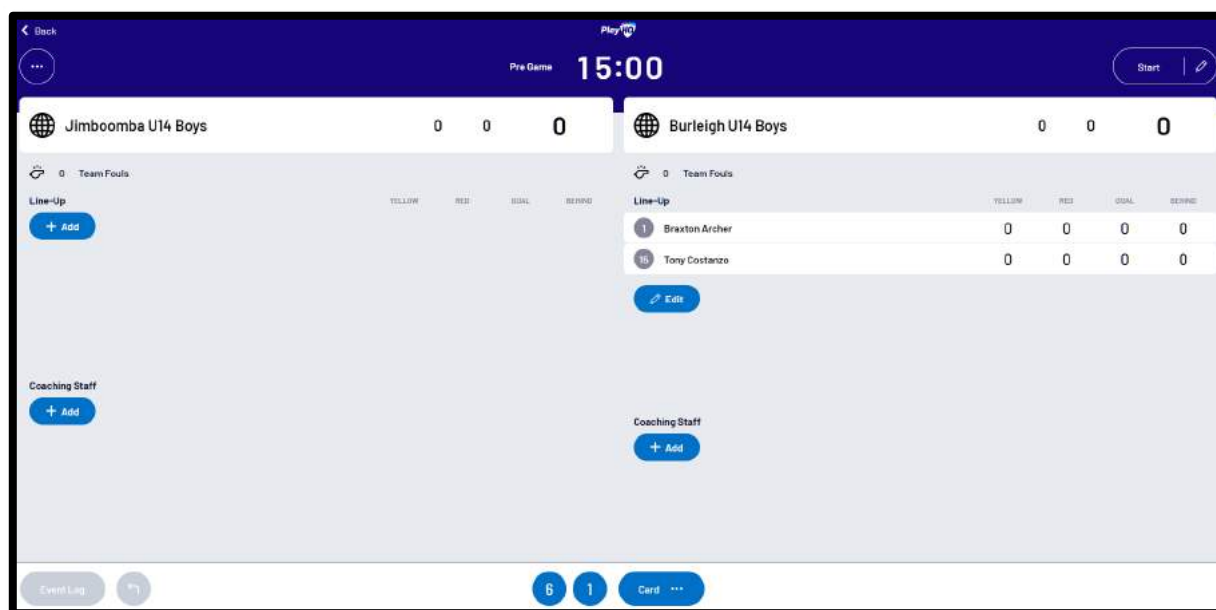 Back
PlayHQ
Pre Game 15:00
Start
Jimboomba U14 Boys 0 0 0
0 Team Fouls
Line-Up YELLOW RED GOAL BEHIND
+ Add
Coaching Staff
+ Add
Burleigh U14 Boys 0 0 0
0 Team Fouls
Line-Up YELLOW RED GOAL BEHIND
1 Braxton Archer 0 0 0 0
15 Tony Costanzo 0 0 0 0
Edit
Coaching Staff
+ Add
Event Log
6 1 Card ...